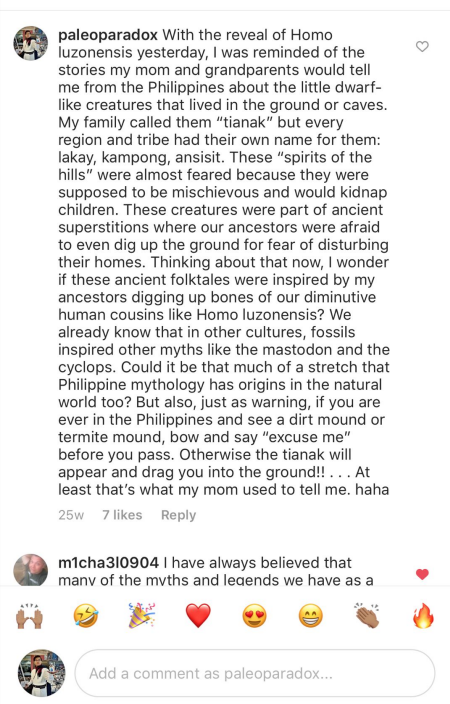 paleoparadox With the reveal of Homo
luzonensis yesterday, I was reminded of the
stories my mom and grandparents would tell
me from the Philippines about the little dwarf-
like creatures that lived in the ground or caves.
My family called them “tianak” but every
region and tribe had their own name for them:
lakay, kampong, ansisit. These “spirits of the
hills” were almost feared because they were
supposed to be mischievous and would kidnap
children. These creatures were part of ancient
superstitions where our ancestors were afraid
to even dig up the ground for fear of disturbing
their homes. Thinking about that now, I wonder
if these ancient folktales were inspired by my
ancestors digging up bones of our diminutive
human cousins like Homo luzonensis? We
already know that in other cultures, fossils
inspired other myths like the mastodon and the
cyclops. Could it be that much of a stretch that
Philippine mythology has origins in the natural
world too? But also, just as warning, if you are
ever in the Philippines and see a dirt mound or
termite mound, bow and say “excuse me”
before you pass. Otherwise the tianak will
appear and drag you into the ground!! . . . At
least that’s what my mom used to tell me. haha
25w 7 likes Reply
m1cha3l0904 I have always believed that
many of the myths and legends we have as a
Add a comment as paleoparadox...